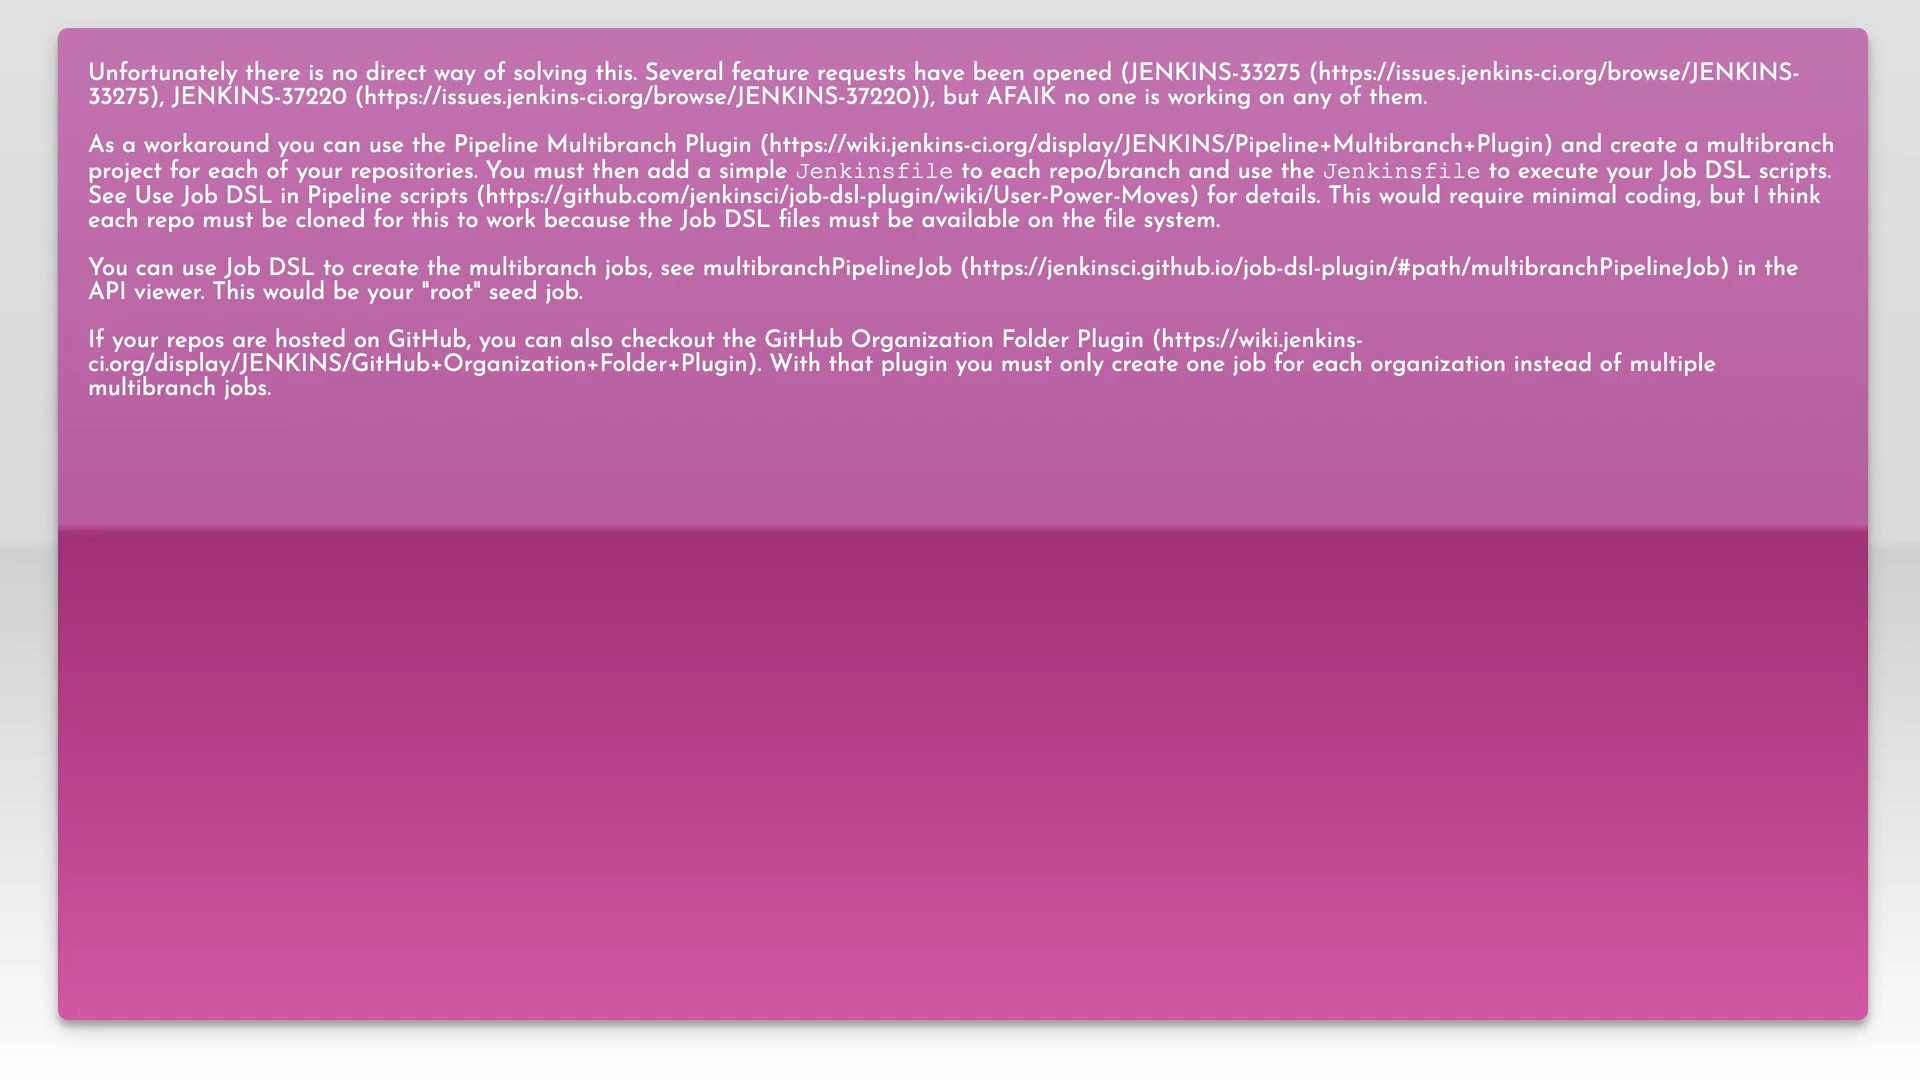 Unfortunately there is no direct way of solving this. Several feature requests have been opened (JENKINS-33275 (https://issues.jenkins-ci.org/browse/JENKINS-
33275), JENKINS-37220 (https://issues.jenkins-ci.org/browse/JENKINS-37220)), but AFAIK no one is working on any of them.
As a workaround you can use the Pipeline Multibranch Plugin (https://wiki.jenkins-ci.org/display/JENKINS/Pipeline+Multibranch+Plugin) and create a multibranch
project for each of your repositories. You must then add a simple Jenkinsfile to each repo/branch and use the Jenkinsfile to execute your Job DSL scripts.
See Use Job DSL in Pipeline scripts (https://github.com/jenkinsci/job-dsl-plugin/wiki/User-Power-Moves) for details. This would require minimal coding, but I think
each repo must be cloned for this to work because the Job DSL files must be available on the file system.
You can use Job DSL to create the multibranch jobs, see multibranchPipelineJob (https://jenkinsci.github.io/job-dsl-plugin/#path/multibranchPipelineJob) in the
API viewer. This would be your "root" seed job.
If your repos are hosted on GitHub, you can also checkout the GitHub Organization Folder Plugin (https://wiki.jenkins-
ci.org/display/JENKINS/GitHub+Organization+Folder+Plugin). With that plugin you must only create one job for each organization instead of multiple
multibranch jobs.